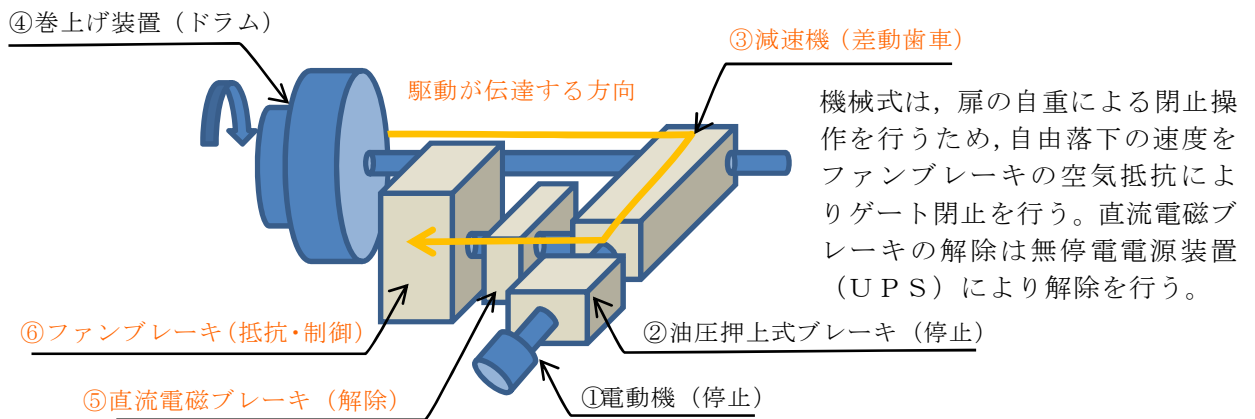 ④巻上げ装置（ドラム）
③減速機（差動歯車）
駆動が伝達する方向
機械式は，扉の自重による閉止操
作を行うため，自由落下の速度を
ファンブレーキの空気抵抗によ
りゲート閉止を行う。直流電磁ブ
レーキの解除は無停電電源装置
（ＵＰＳ）により解除を行う。
⑥ファンブレーキ（抵抗・制御）
②油圧押上式ブレーキ（停止）
⑤直流電磁ブレーキ（解除）
①電動機（停止）